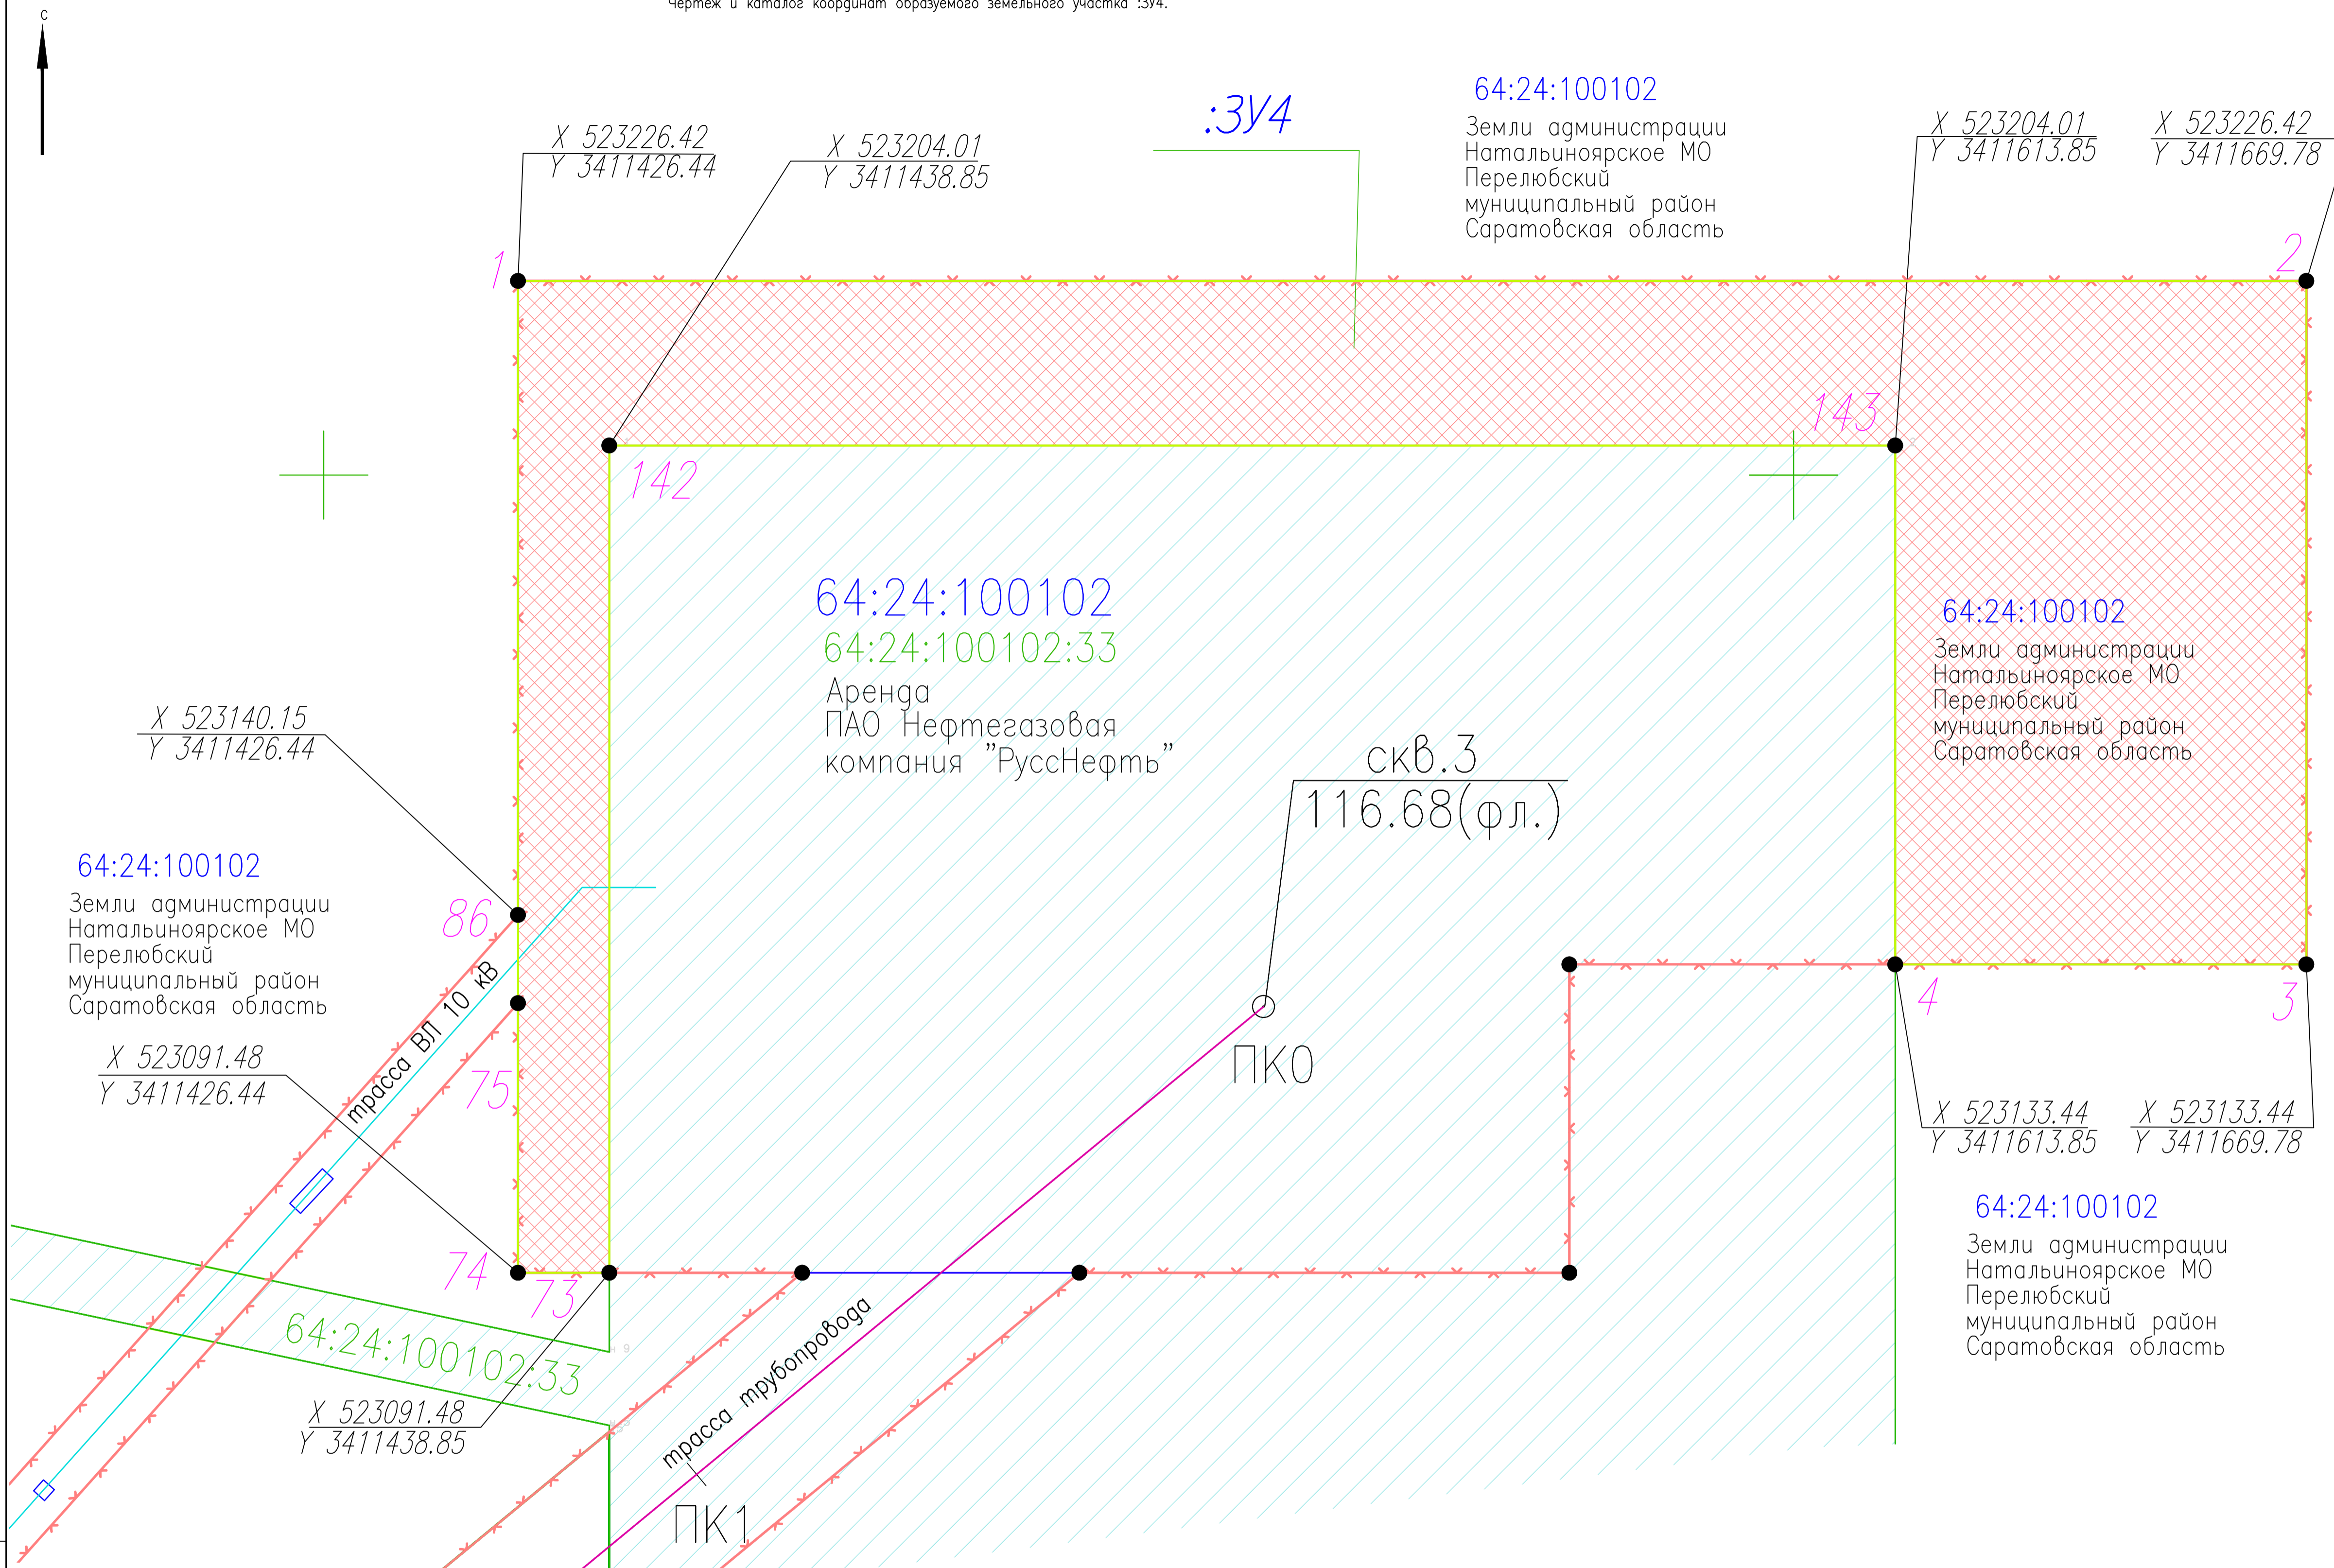 Чертеж и каталог координат образуемого земельного участка :ЗУ4.
С
:ЗУ4
64:24:100102
Земли администрации
Натальиноярское МО
Перелюбский
муниципальный район
Саратовская область
X 523226.42
Y 3411426.44
X 523204.01
Y 3411438.85
X 523204.01
Y 3411613.85
X 523226.42
Y 3411669.78
1
2
142
143
64:24:100102
64:24:100102:33
Аренда
ПАО Нефтегазовая
компания "РуссНефть"
64:24:100102
Земли администрации
Натальиноярское МО
Перелюбский
муниципальный район
Саратовская область
X 523140.15
Y 3411426.44
скв.3
116.68(фл.)
64:24:100102
Земли администрации
Натальиноярское МО
Перелюбский
муниципальный район
Саратовская область
86
трасса ВЛ 10 кВ
4
3
ПК0
X 523091.48
Y 3411426.44
75
X 523133.44
Y 3411613.85
X 523133.44
Y 3411669.78
64:24:100102
Земли администрации
Натальиноярское МО
Перелюбский
муниципальный район
Саратовская область
74
73
64:24:100102:33
трасса трубопровода
X 523091.48
Y 3411438.85
ПК1